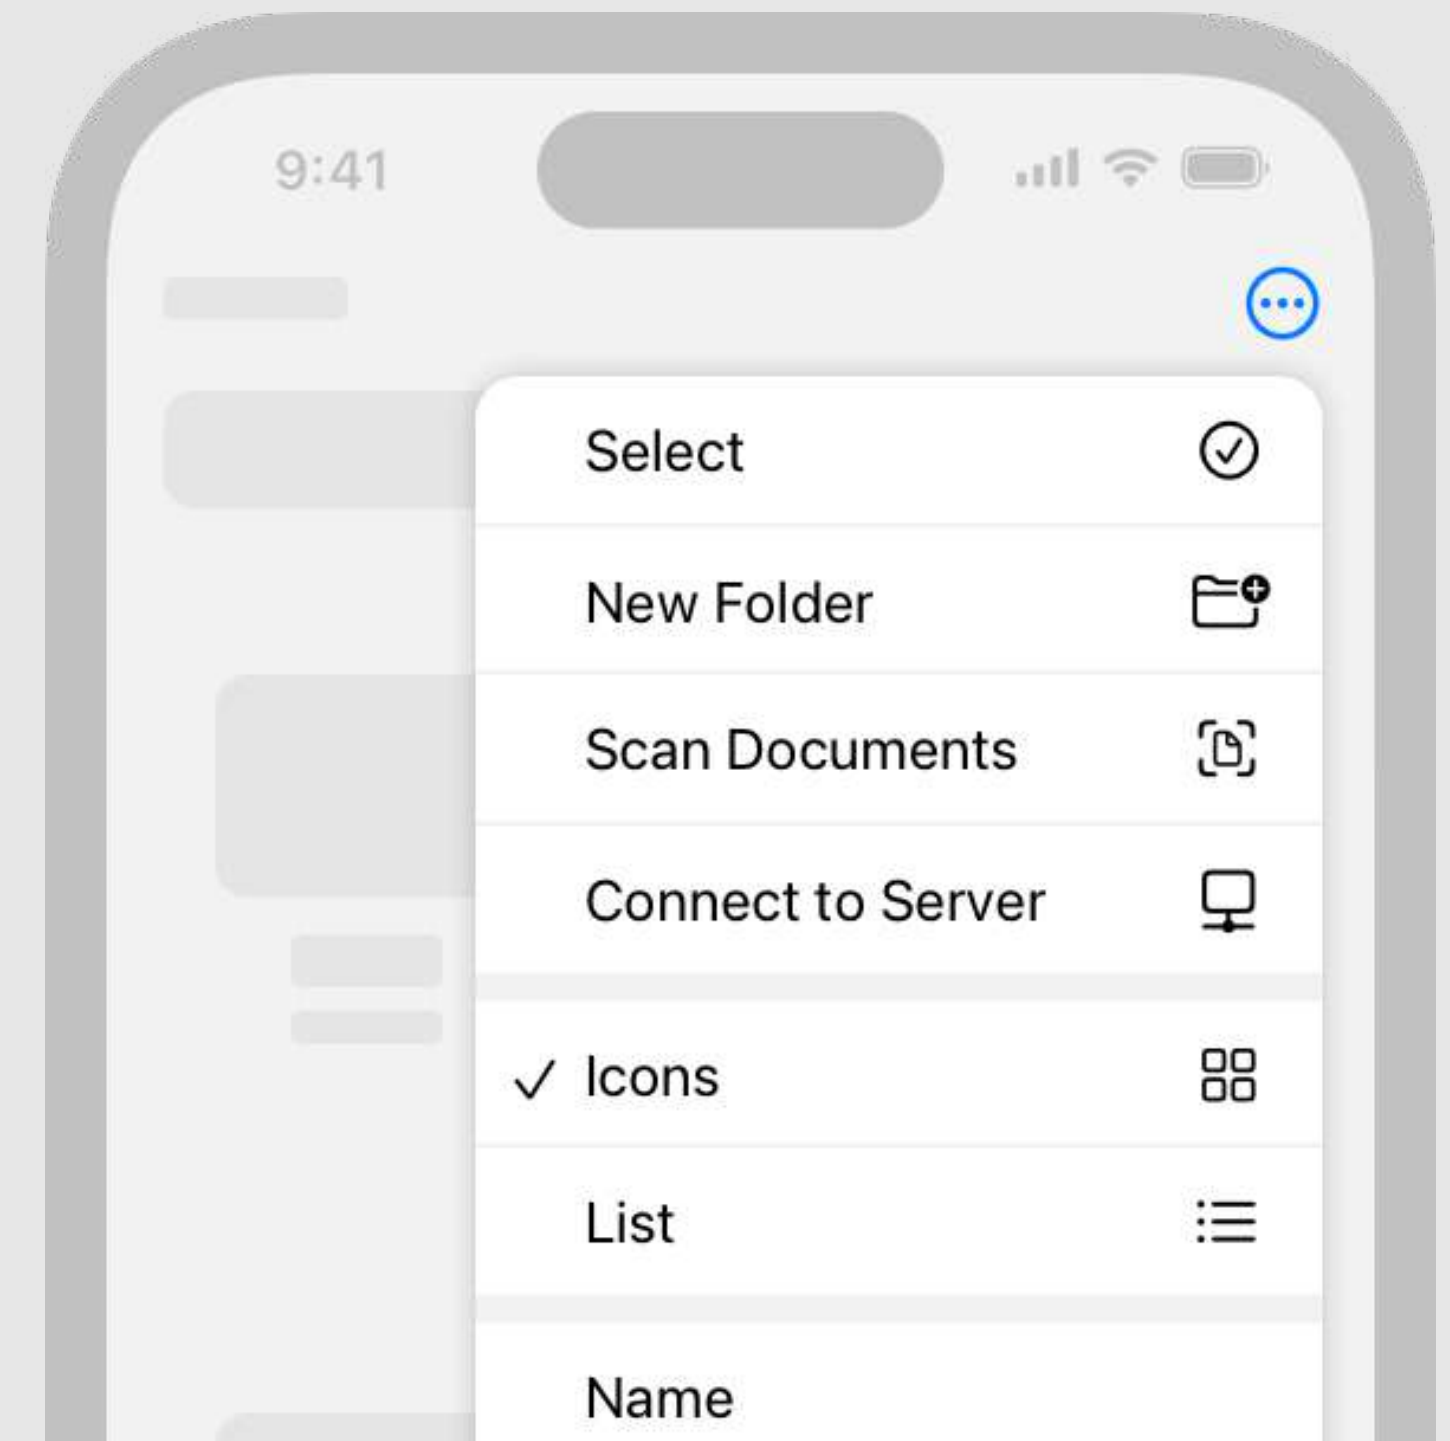 9:41
Select
New Folder
Scan Documents
Connect to Server
Icons
List
Name